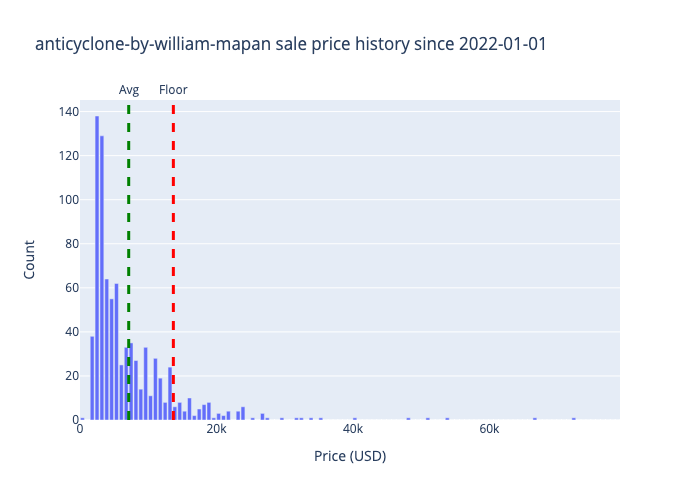 anticyclone-by-william-mapan sale price history since 2022-01-01
Avg Floor
140
120
100
80
60
40
20
0
Count
0 20k 40k 60k
Price (USD)